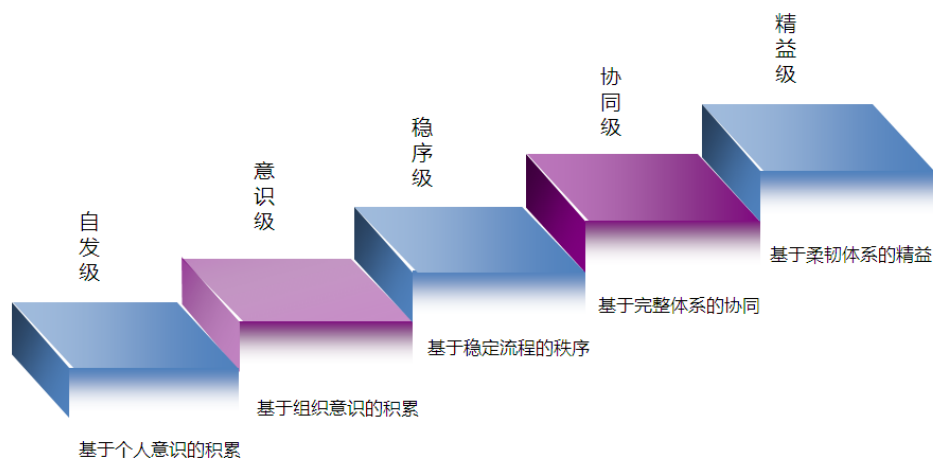 自发级
基于个人意识的积累
意识级
基于组织意识的积累
稳序级
基于稳定流程的秩序
协同级
基于完整体系的协同
精益级
基于柔韧体系的精益